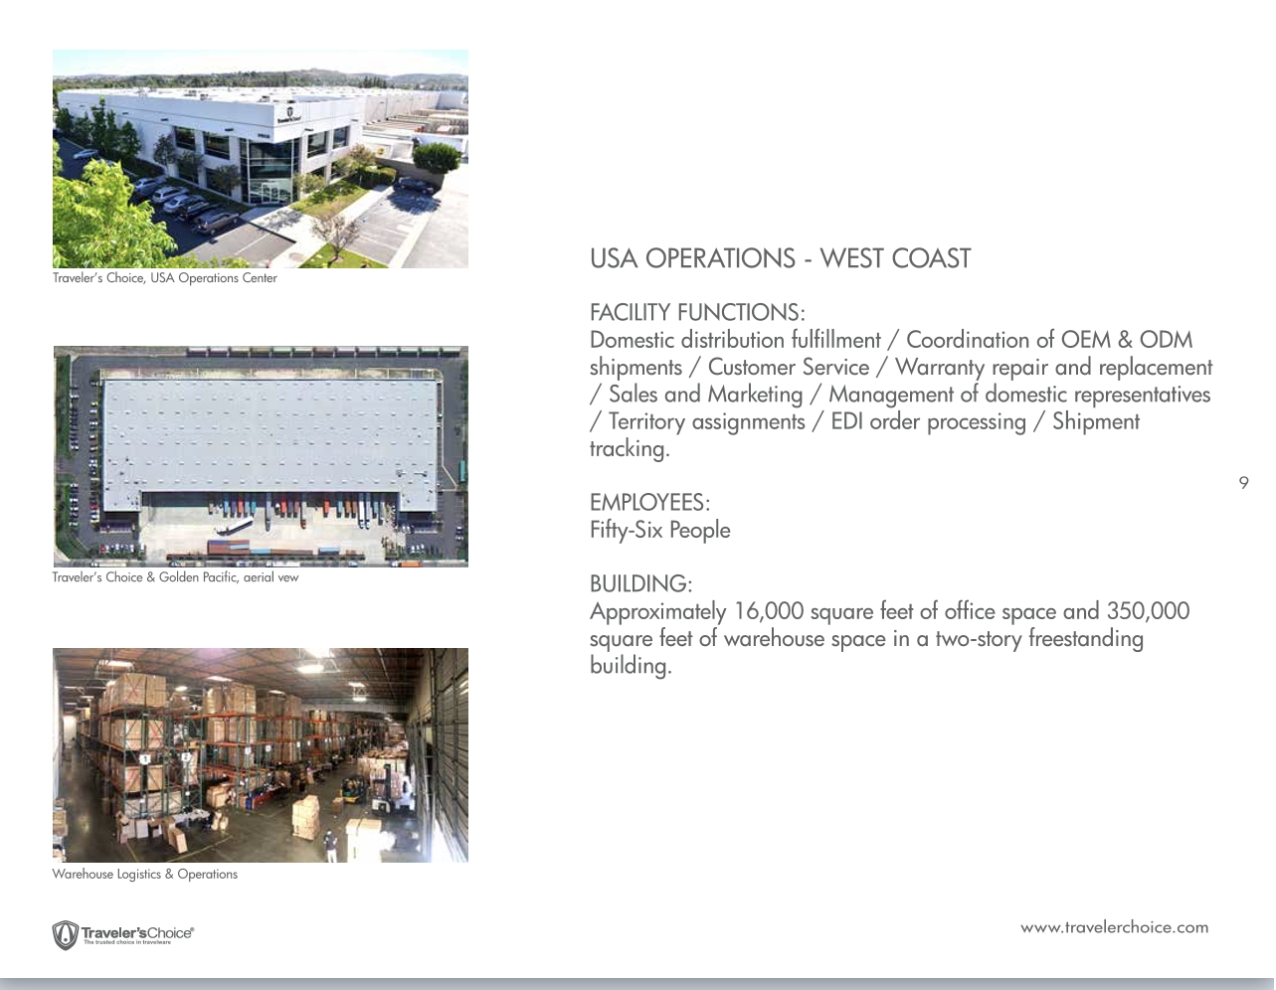 Traveler's Choice, USA Operations Center
Traveler's Choice & Golden Pacific, aerial vew
Warehouse Logistics & Operations
USA OPERATIONS - WEST COAST
FACILITY FUNCTIONS:
Domestic distribution fulfillment / Coordination of OEM & ODM
shipments / Customer Service / Warranty repair and replacement
/ Sales and Marketing / Management of domestic representatives
/ Territory assignments / EDI order processing / Shipment
tracking.
EMPLOYEES:
Fifty-Six People
BUILDING:
Approximately 16,000 square feet of office space and 350,000
square feet of warehouse space in a two-story freestanding
building.
9
Traveler'sChoice®
The trusted choice in travelware
www.travelerchoice.com